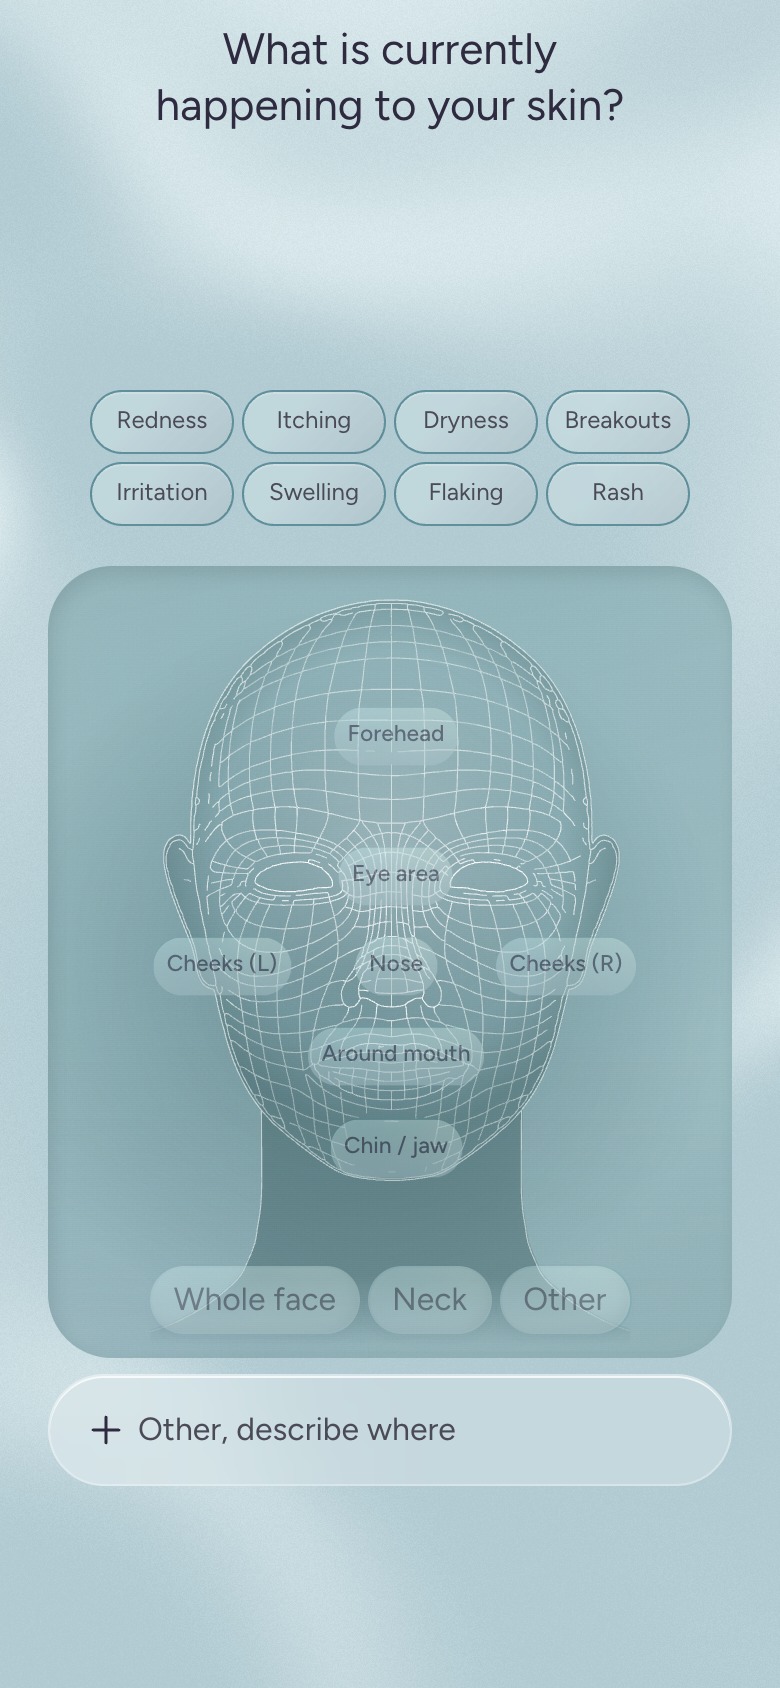 What is currently
happening to your skin?
Redness Itching Dryness Breakouts
Irritation Swelling Flaking Rash
Forehead
Eye area
Cheeks (L) Nose Cheeks (R)
Around mouth
Chin / jaw
Whole face Neck Other
+ Other, describe where